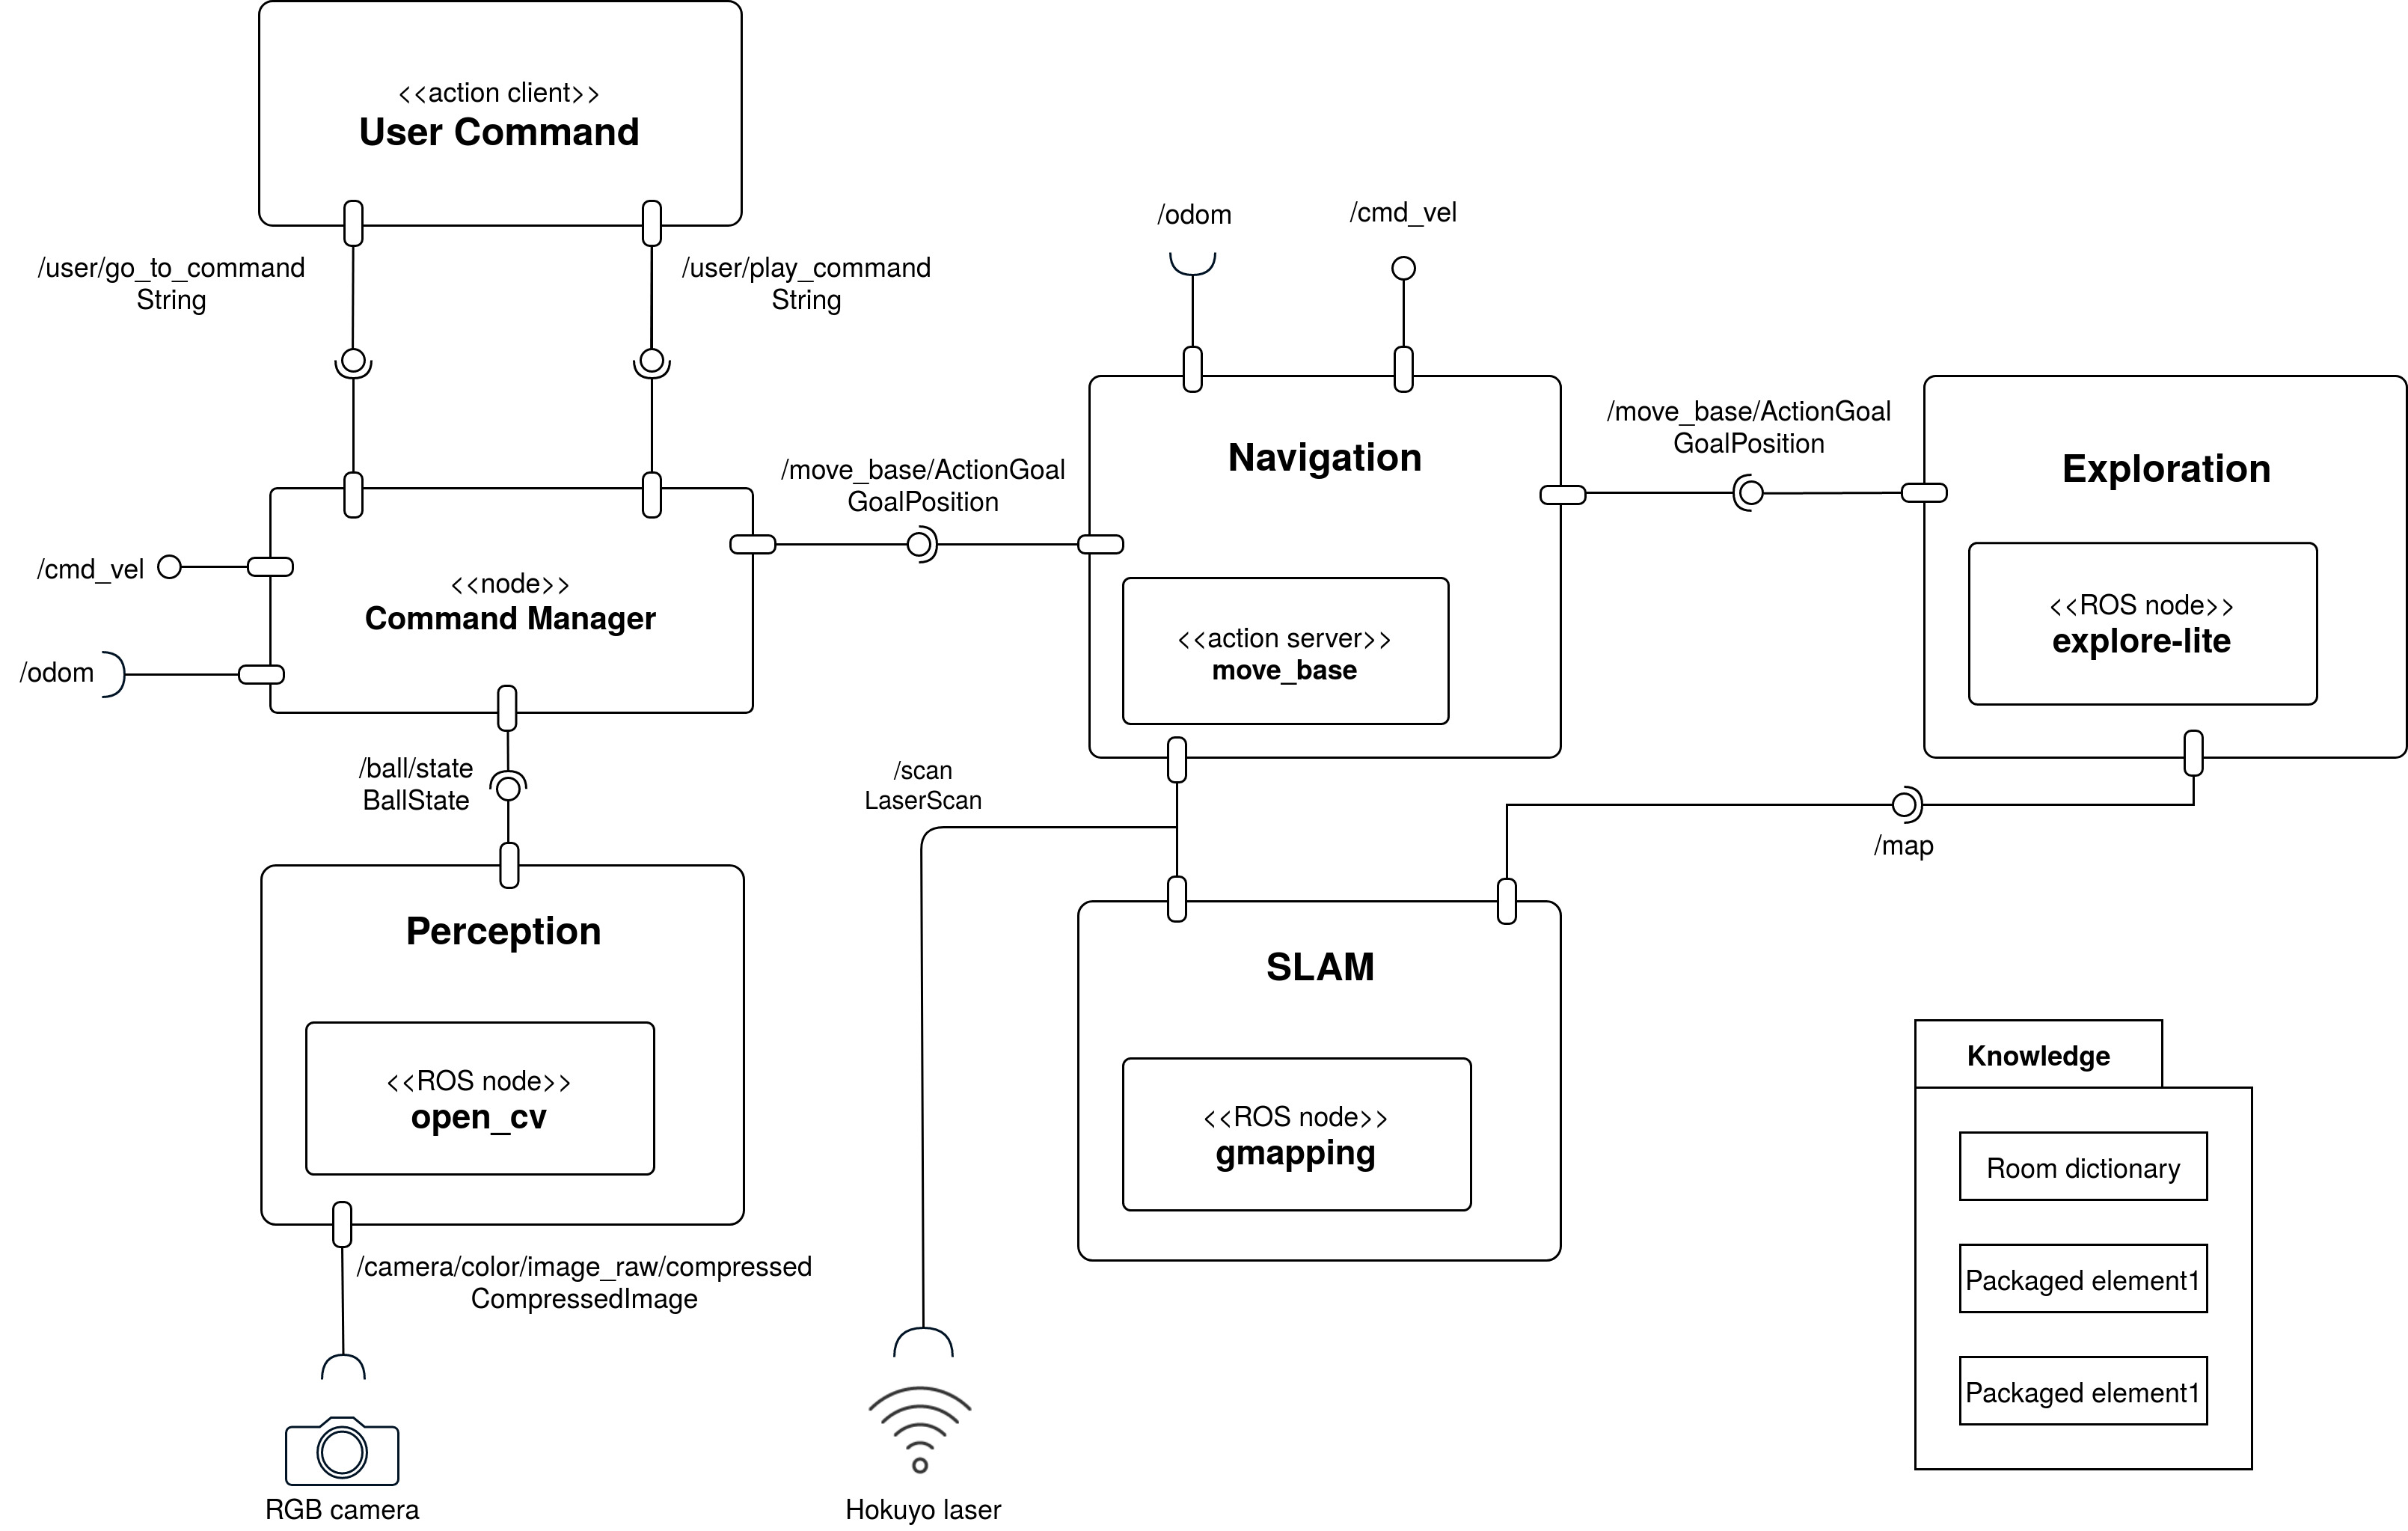 <<action client>>
User Command
/user/go_to_command
String
/user/play_command
String
/odom
/cmd_vel
/move_base/ActionGoal
GoalPosition
/move_base/ActionGoal
GoalPosition
Navigation
Exploration
/cmd_vel
<<node>>
Command Manager
/odom
<<action server>>
move_base
<<ROS node>>
explore-lite
/ball/state
BallState
/scan
LaserScan
/map
Perception
SLAM
<<ROS node>>
open_cv
<<ROS node>>
gmapping
Knowledge
Room dictionary
Packaged element1
Packaged element1
/camera/color/image_raw/compressed
CompressedImage
RGB camera
Hokuyo laser